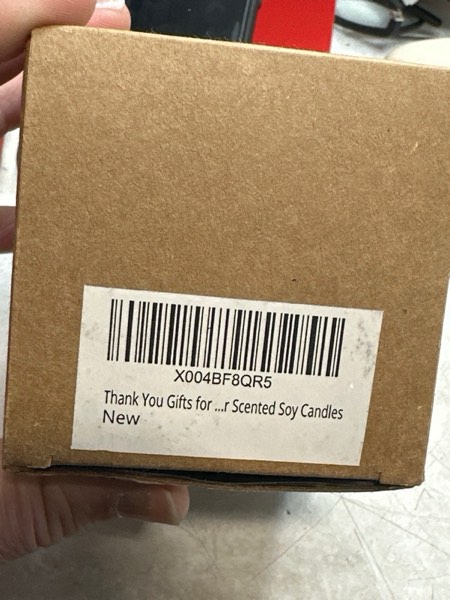 X004BF8QR5
Thank You Gifts for ...r Scented Soy Candles
New